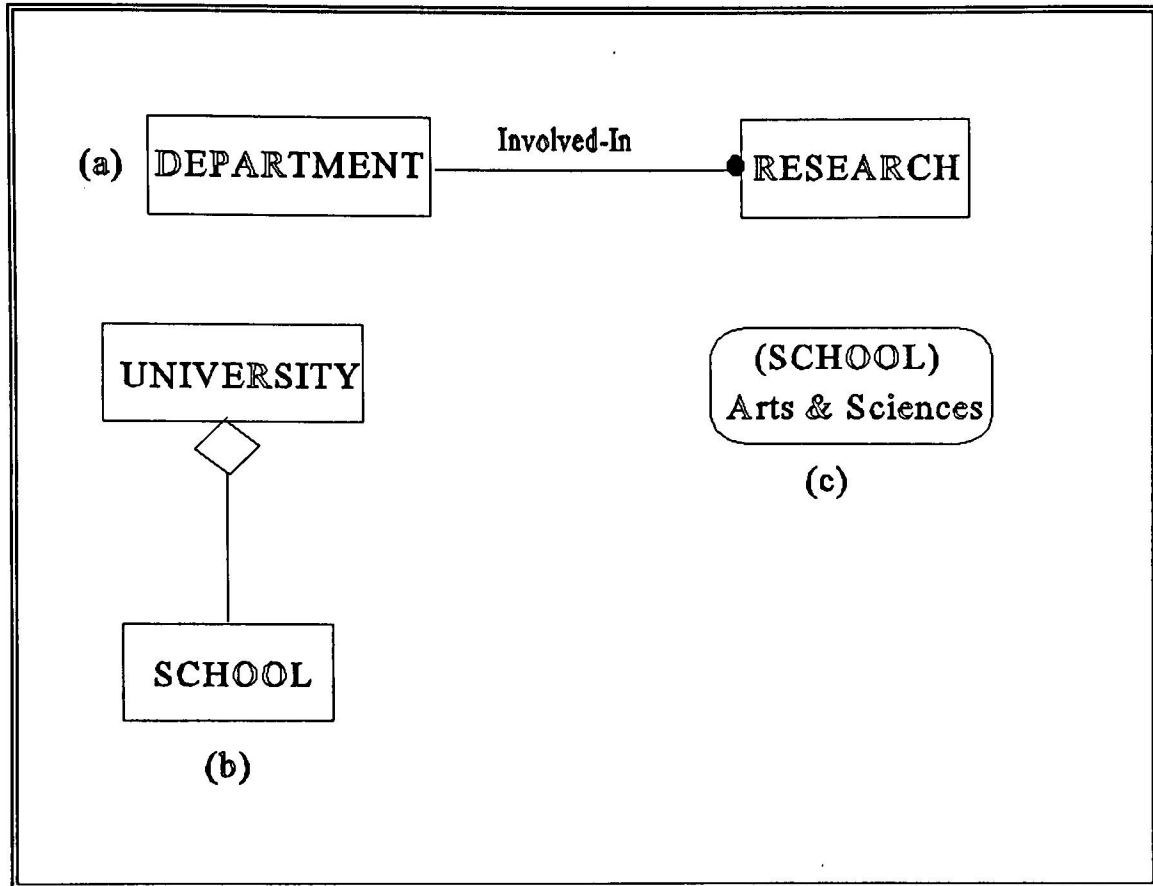 (a) DEPARTMENT Involved-In RESEARCH
UNIVERSITY
(SCHOOL)
Arts & Sciences
(c)
SCHOOL
(b)